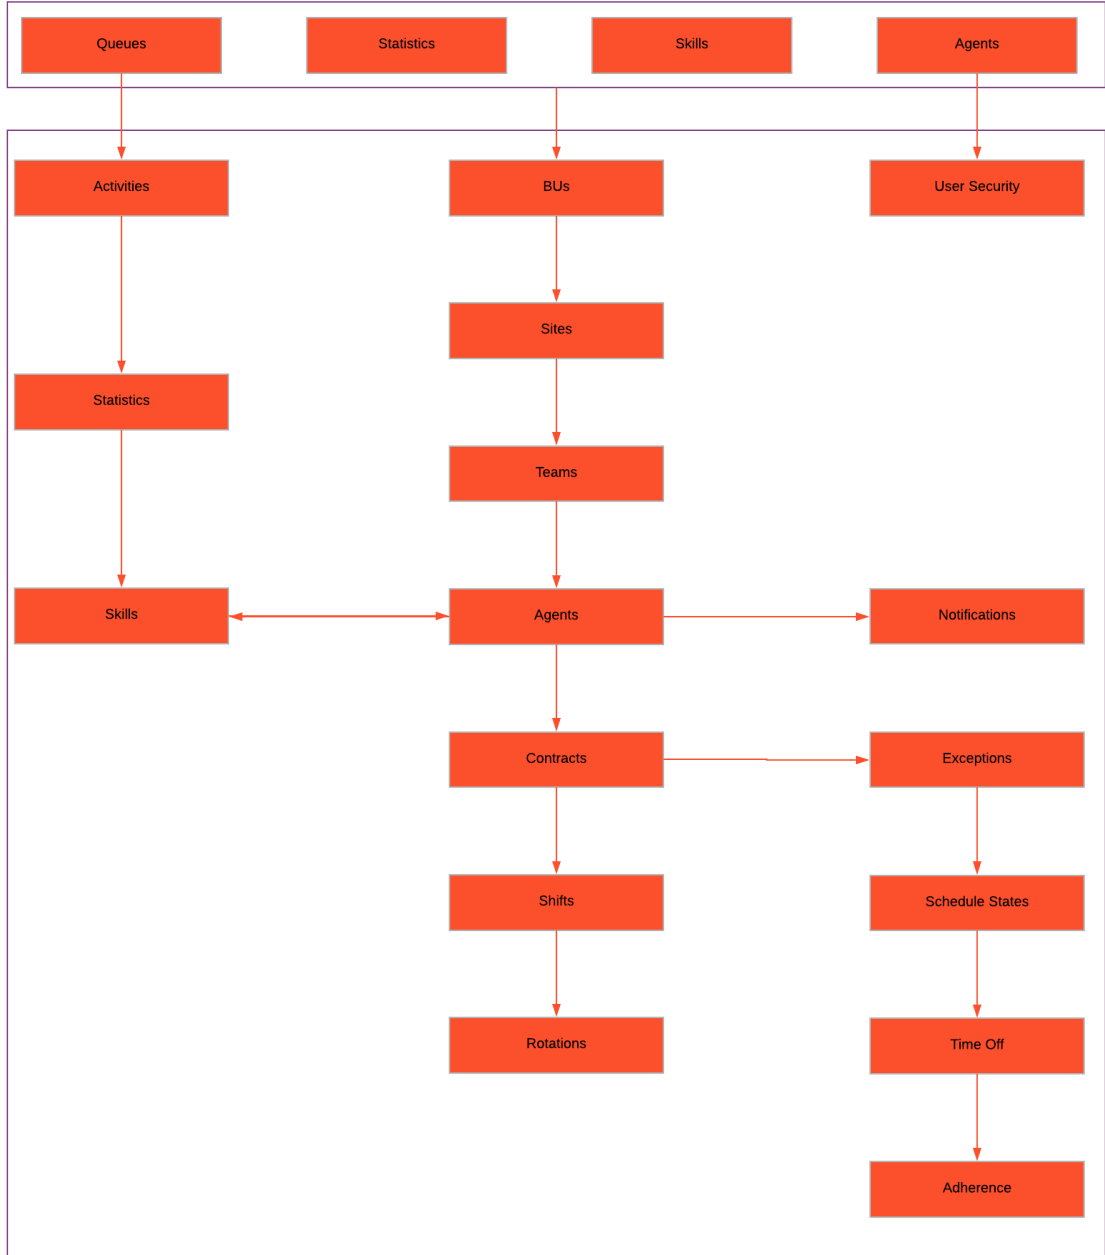 Queues
Statistics
Skills
Agents
Activities
BUs
User Security
Sites
Statistics
Teams
Skills
Agents
Notifications
Contracts
Exceptions
Shifts
Schedule States
Rotations
Time Off
Adherence